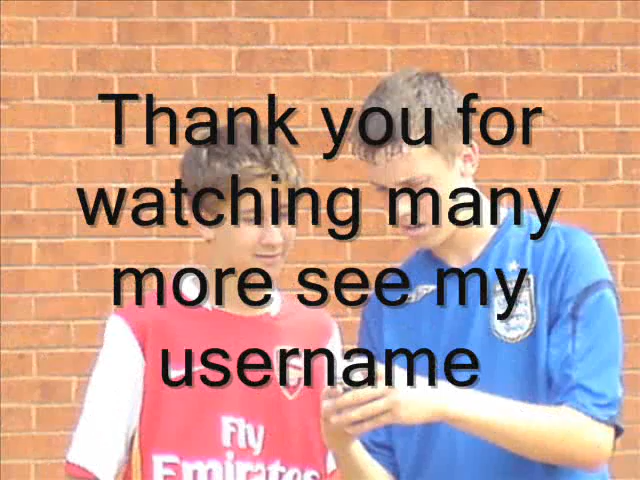 Thank you for
watching many
more see my
username
Fly
Emirates